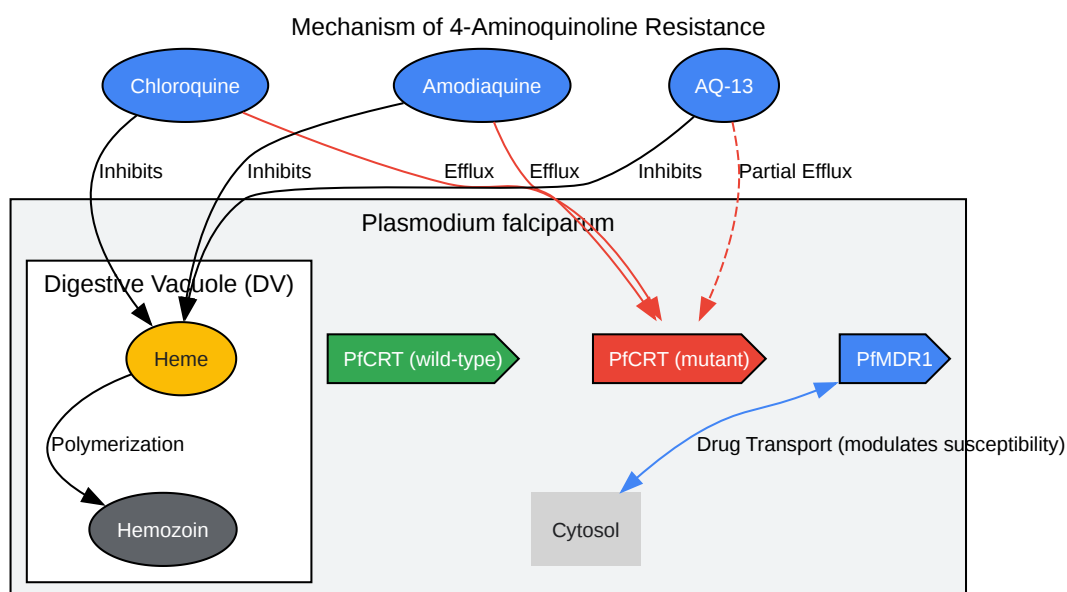 Mechanism of 4-Aminoquinoline Resistance
Chloroquine
Amodiaquine
AQ-13
Inhibits
Inhibits
Efflux
Efflux
Inhibits
Partial Efflux
Plasmodium falciparum
Digestive Vacuole (DV)
Heme
PfCRT (wild-type)
PfCRT (mutant)
PfMDR1
Polymerization
Drug Transport (modulates susceptibility)
Hemozoin
Cytosol